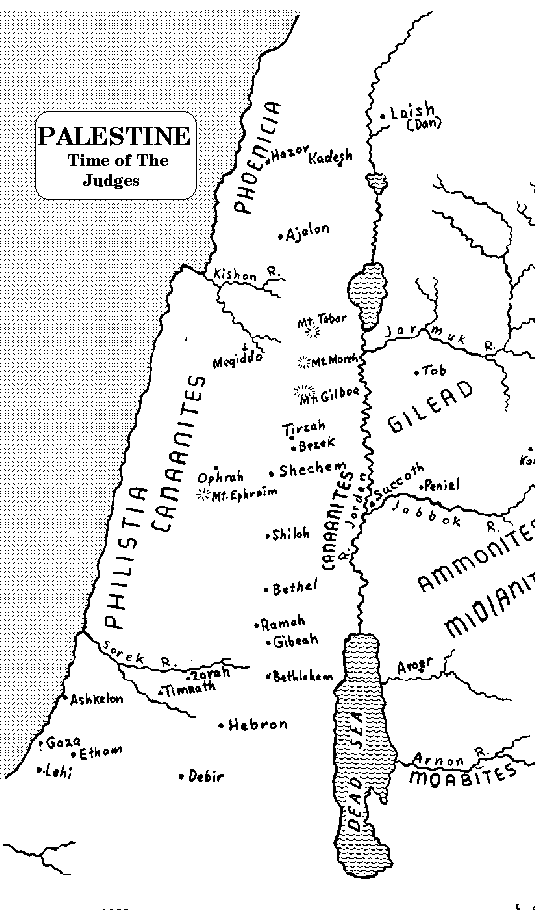 PALESTINE
Time of The
Judges
PHOENICIA
Laish
(Dan)
Hazor
Kadesh
Ajalon
Kishon R.
Mt. Tabor
Jarmuk R.
Megiddo
Mt. Moreh
Tob
Mt. Gilboa
GILEAD
CANAANITES
Tirzah
Bezek
Ophrah
Shechem
Mt. Ephraim
Succoth
Peniel
PHILISTIA
CANAANITES
R. Jordan
Jabbok R.
Shiloh
AMMONITES
Bethel
MIDIANIT
Ramah
Gibeah
Sorek R.
Zorah
Timnath
Bethlehem
Aroer
Ashkelon
Hebron
Gaza
Etham
Lehi
Debir
DEAD SEA
Arnon R.
MOABITES